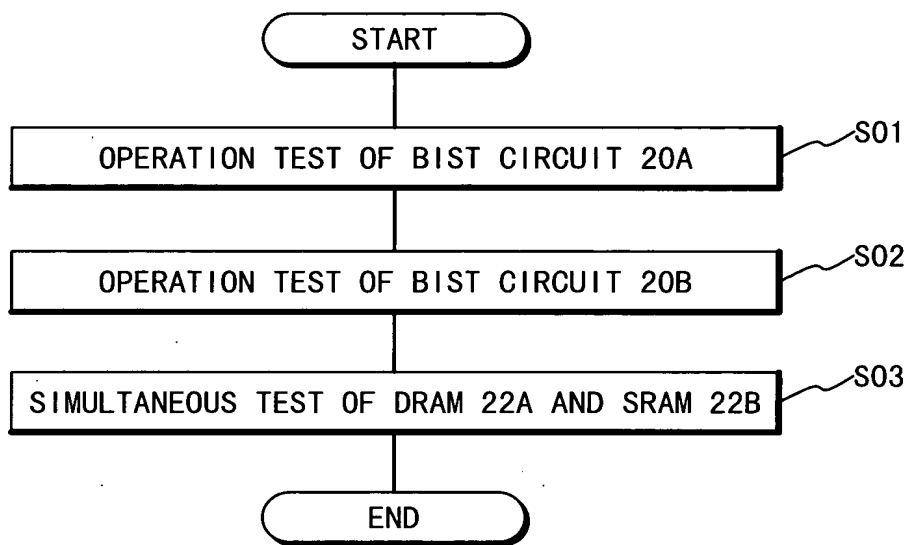 START
OPERATION TEST OF BIST CIRCUIT 20A
S01
OPERATION TEST OF BIST CIRCUIT 20B
S02
SIMULTANEOUS TEST OF DRAM 22A AND SRAM 22B
S03
END